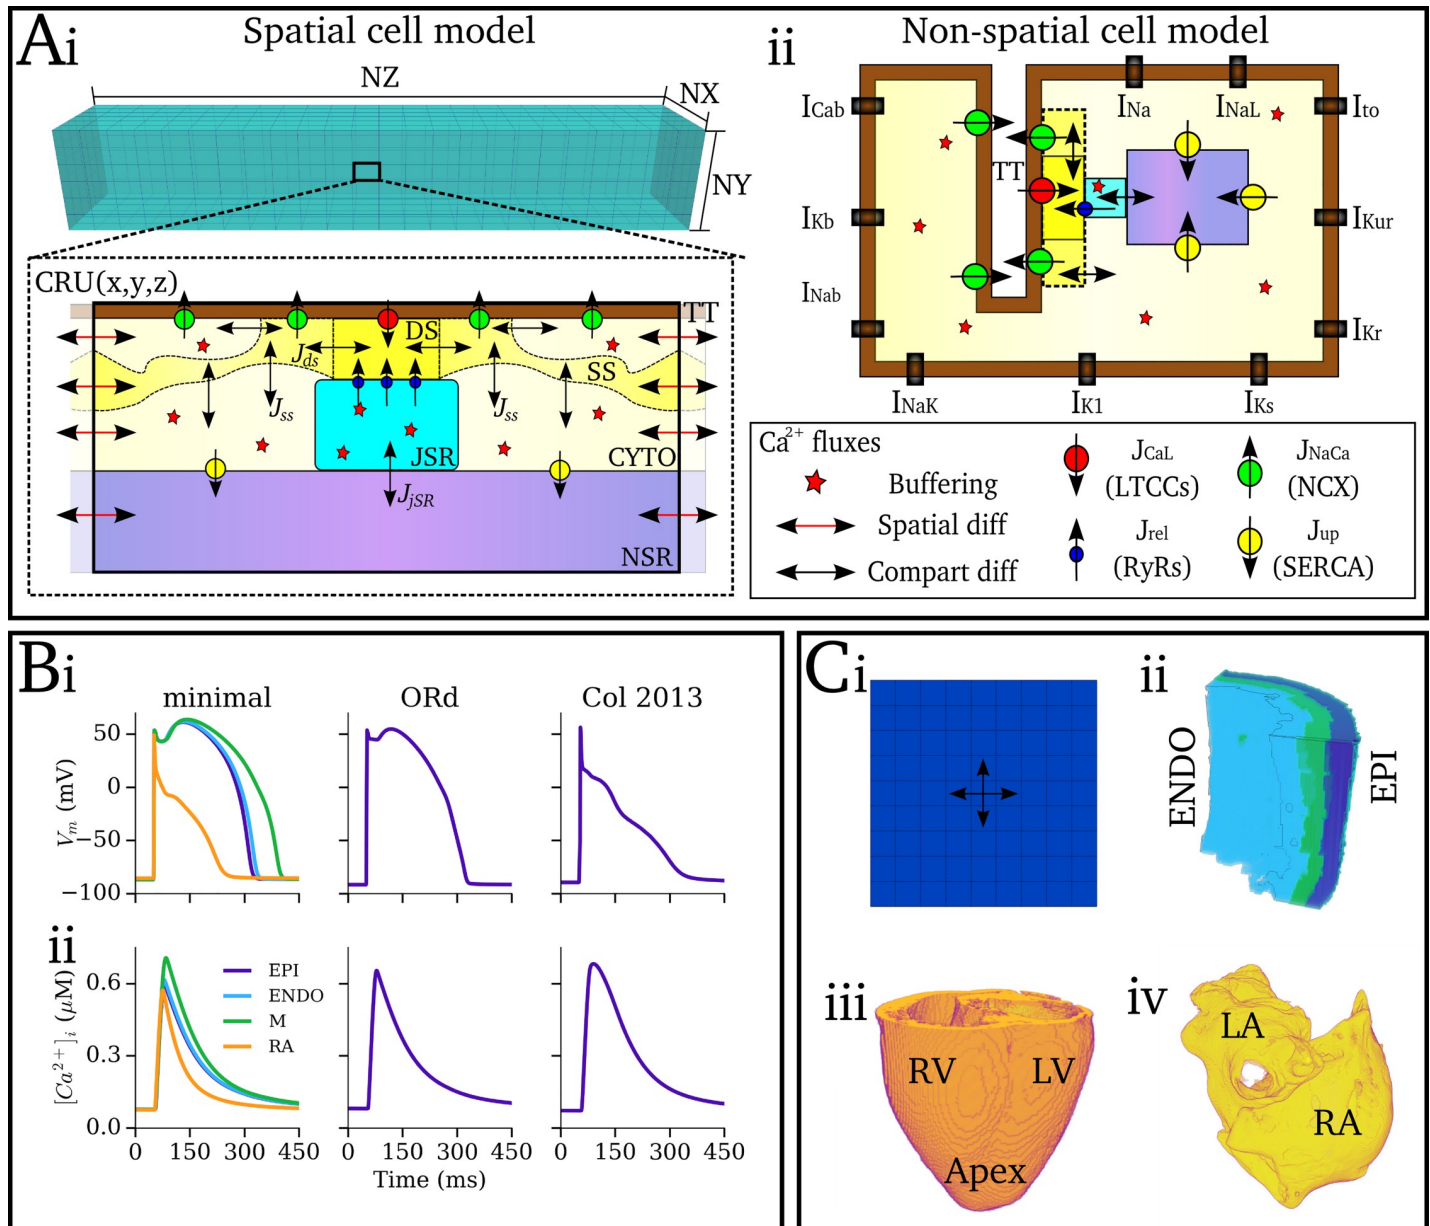 Ai
Spatial cell model
NZ
NX
NY
CRU(x,y,z)
TT
DS
J_ds
SS
J_ss
J_ss
CYTO
JSR
J_jSR
NSR
ii
Non-spatial cell model
I_Cab
I_Na
I_NaL
I_to
TT
I_Kb
I_Kur
I_Nab
I_Kr
I_NaK
I_K1
I_Ks
Ca²⁺ fluxes
Buffering
Spatial diff
Compart diff
J_CaL
(LTCCs)
J_rel
(RyRs)
J_NaCa
(NCX)
J_up
(SERCA)
Bi
minimal
ORd
Col 2013
V_m (mV)
50
0
−50
−100
ii
[Ca²⁺]_i (μM)
0.6
0.3
0.0
EPI
ENDO
M
RA
0 150 300 450
0 150 300 450
0 150 300 450
Time (ms)
Ci
ii
ENDO
EPI
iii
RV
LV
Apex
iv
LA
RA